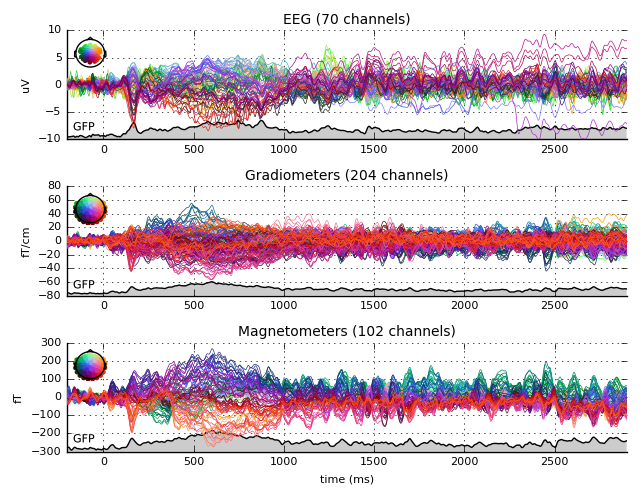 EEG (70 channels)
10
5
0
−5
−10
uV
GFP
0 500 1000 1500 2000 2500
Gradiometers (204 channels)
80
60
40
20
0
−20
−40
−60
−80
fT/cm
GFP
0 500 1000 1500 2000 2500
Magnetometers (102 channels)
300
200
100
0
−100
−200
−300
fT
GFP
0 500 1000 1500 2000 2500
time (ms)